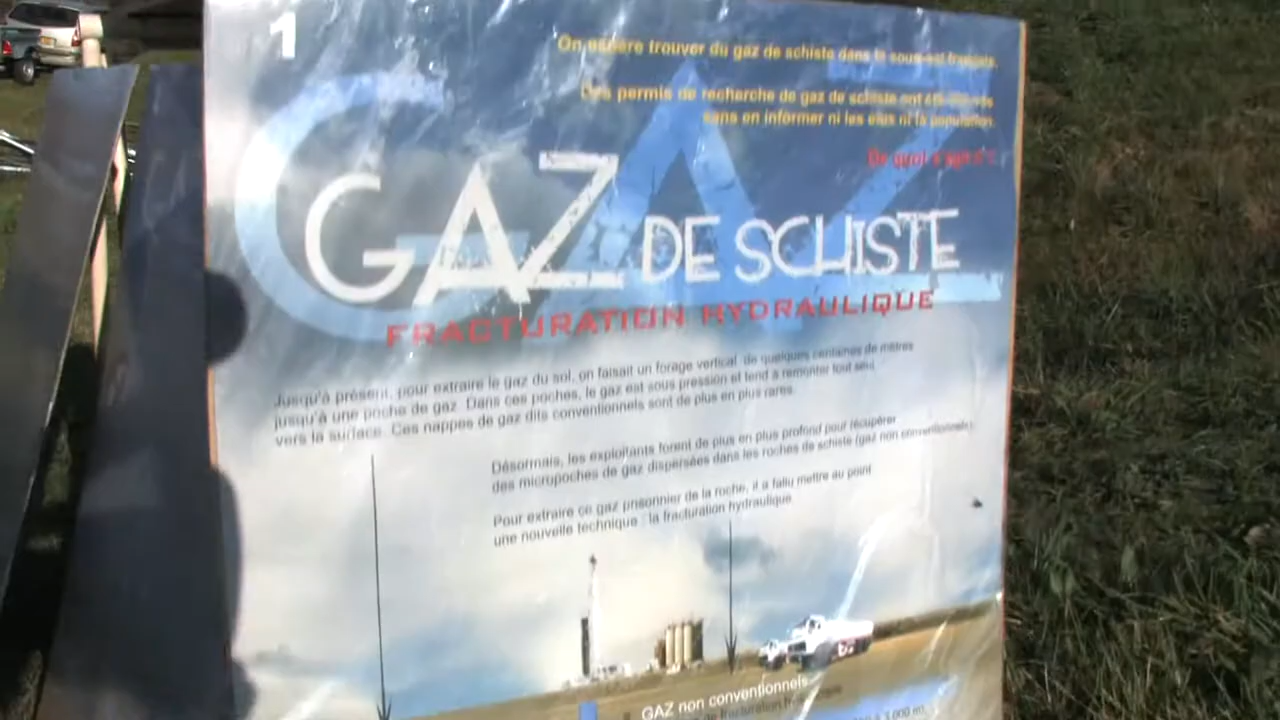 1
On espère trouver du gaz de schiste dans le sous-sol français.
Des permis de recherche de gaz de schiste ont été
sans en informer ni les élus ni la population.
De quoi s'agit-il
GAZ
GAZ DE SCHISTE
FRACTURATION HYDRAULIQUE
Jusqu'à présent, pour extraire le gaz du sol, on faisait un forage vertical de quelques centaines de mètres
jusqu'à une poche de gaz. Dans ces poches, le gaz est sous pression et tend à remonter tout seul
vers la surface. Ces nappes de gaz dits conventionnels sont de plus en plus rares.
Désormais, les exploitants forent de plus en plus profond pour récupérer
des micropoches de gaz dispersées dans les roches de schiste (gaz non conventionnels).
Pour extraire ce gaz prisonnier de la roche, il a fallu mettre au point
une nouvelle technique : la fracturation hydraulique.
GAZ non conventionnels
de fracturation
à 3 000 m,